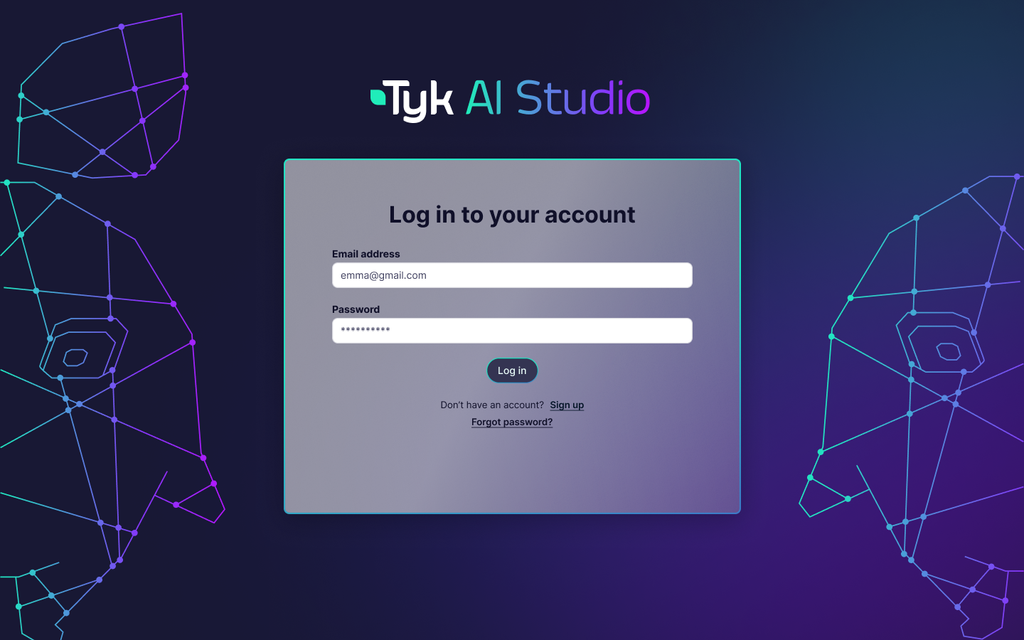 Tyk AI Studio
Log in to your account
Email address
emma@gmail.com
Password
**********
Log in
Don't have an account? Sign up
Forgot password?